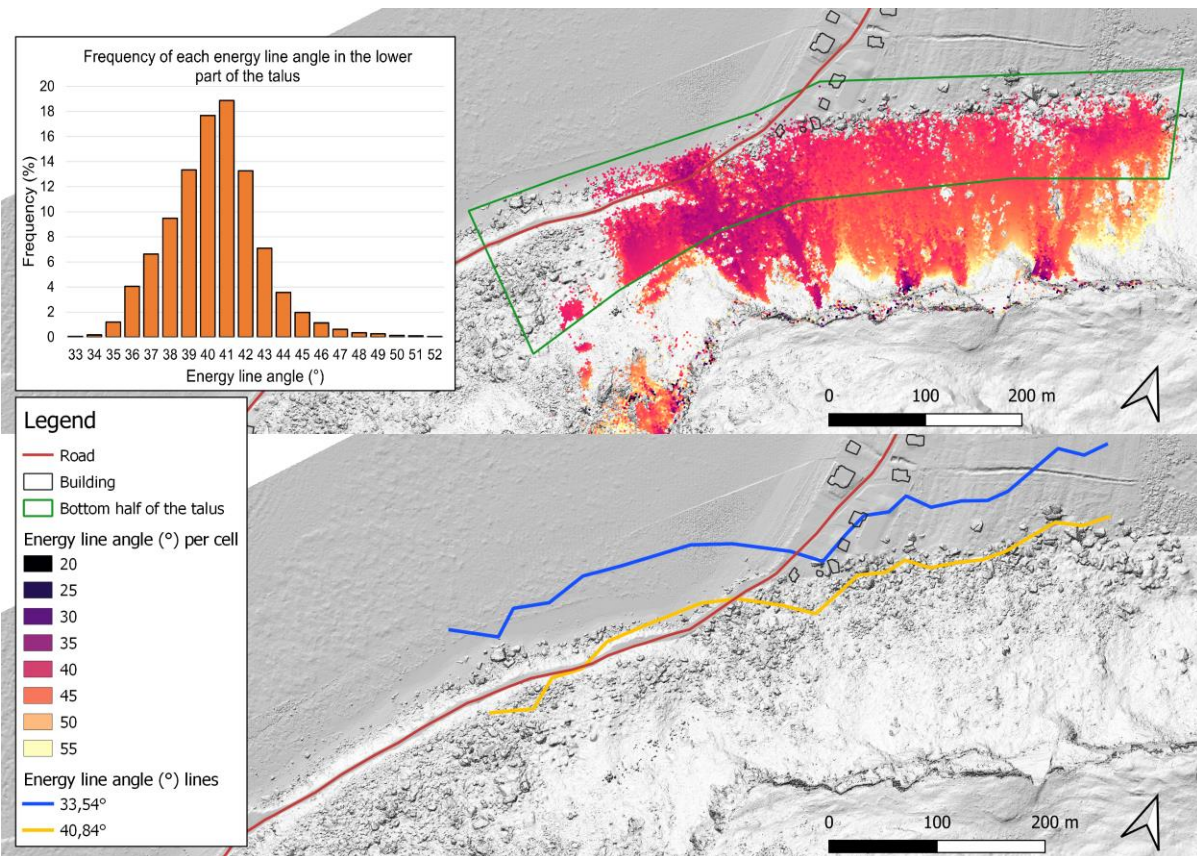 Frequency of each energy line angle in the lower
part of the talus
Frequency (%)
20
18
16
14
12
10
8
6
4
2
0
33 34 35 36 37 38 39 40 41 42 43 44 45 46 47 48 49 50 51 52
Energy line angle (°)
0 100 200 m
Legend
Road
Building
Bottom half of the talus
Energy line angle (°) per cell
20
25
30
35
40
45
50
55
Energy line angle (°) lines
33,54°
40,84°
0 100 200 m